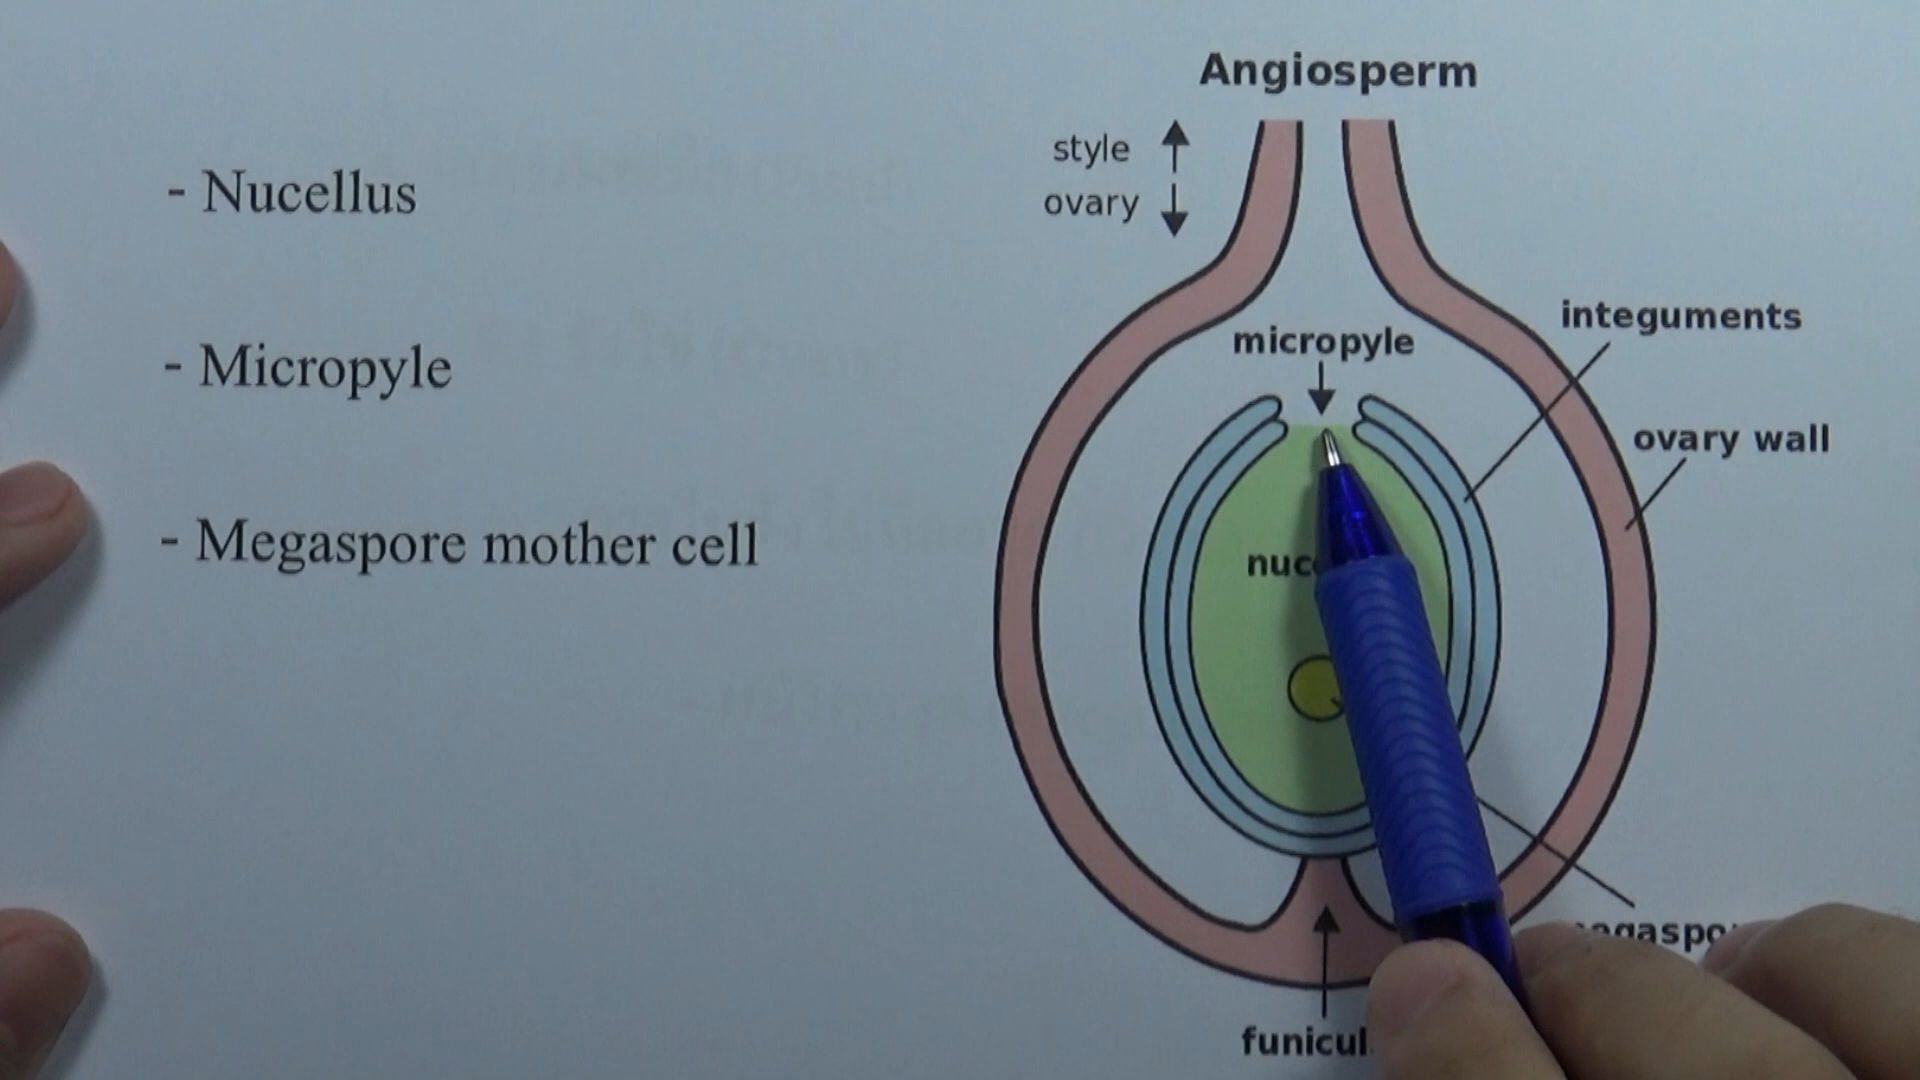 - Nucellus
- Micropyle
- Megaspore mother cell
Angiosperm
style
ovary
micropyle
integuments
ovary wall